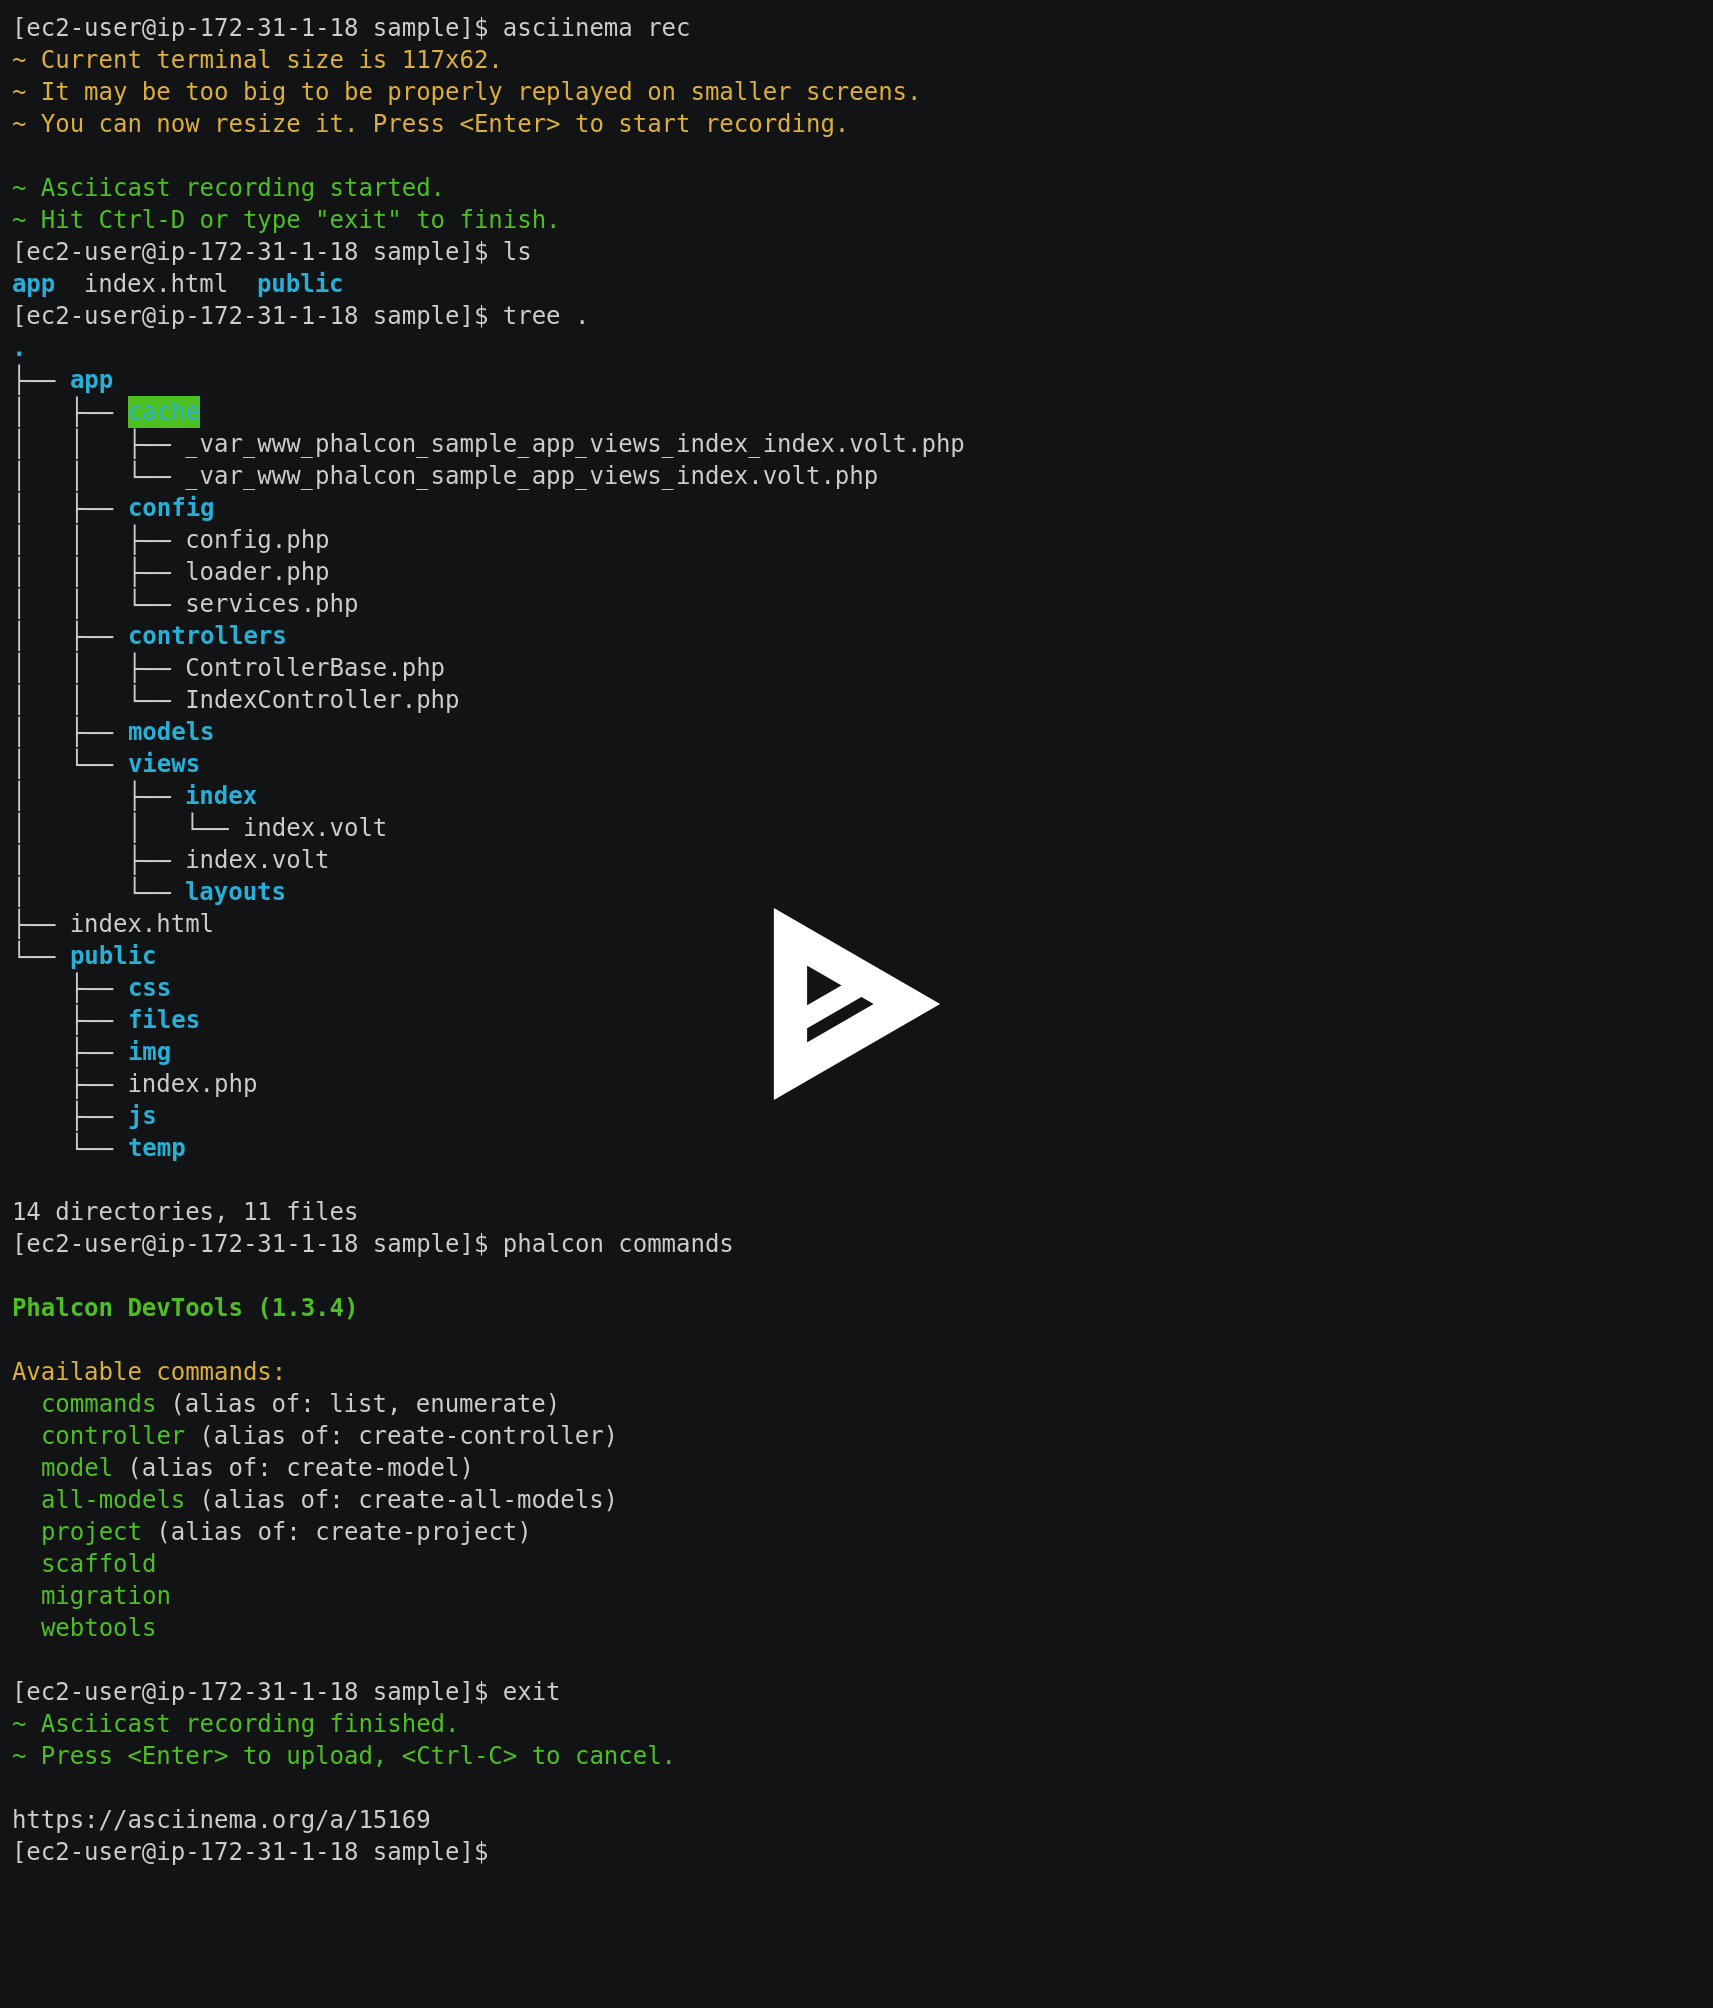 [ec2-user@ip-172-31-1-18 sample]$ asciinema rec
~ Current terminal size is 117x62.
~ It may be too big to be properly replayed on smaller screens.
~ You can now resize it. Press <Enter> to start recording.

~ Asciicast recording started.
~ Hit Ctrl-D or type "exit" to finish.
[ec2-user@ip-172-31-1-18 sample]$ ls
app  index.html  public
[ec2-user@ip-172-31-1-18 sample]$ tree .
.
├── app
│   ├── cache
│   │   ├── _var_www_phalcon_sample_app_views_index_index.volt.php
│   │   └── _var_www_phalcon_sample_app_views_index.volt.php
│   ├── config
│   │   ├── config.php
│   │   ├── loader.php
│   │   └── services.php
│   ├── controllers
│   │   ├── ControllerBase.php
│   │   └── IndexController.php
│   ├── models
│   └── views
│       ├── index
│       │   └── index.volt
│       ├── index.volt
│       └── layouts
├── index.html
└── public
    ├── css
    ├── files
    ├── img
    ├── index.php
    ├── js
    └── temp

14 directories, 11 files
[ec2-user@ip-172-31-1-18 sample]$ phalcon commands

Phalcon DevTools (1.3.4)

Available commands:
  commands (alias of: list, enumerate)
  controller (alias of: create-controller)
  model (alias of: create-model)
  all-models (alias of: create-all-models)
  project (alias of: create-project)
  scaffold
  migration
  webtools

[ec2-user@ip-172-31-1-18 sample]$ exit
~ Asciicast recording finished.
~ Press <Enter> to upload, <Ctrl-C> to cancel.

https://asciinema.org/a/15169
[ec2-user@ip-172-31-1-18 sample]$